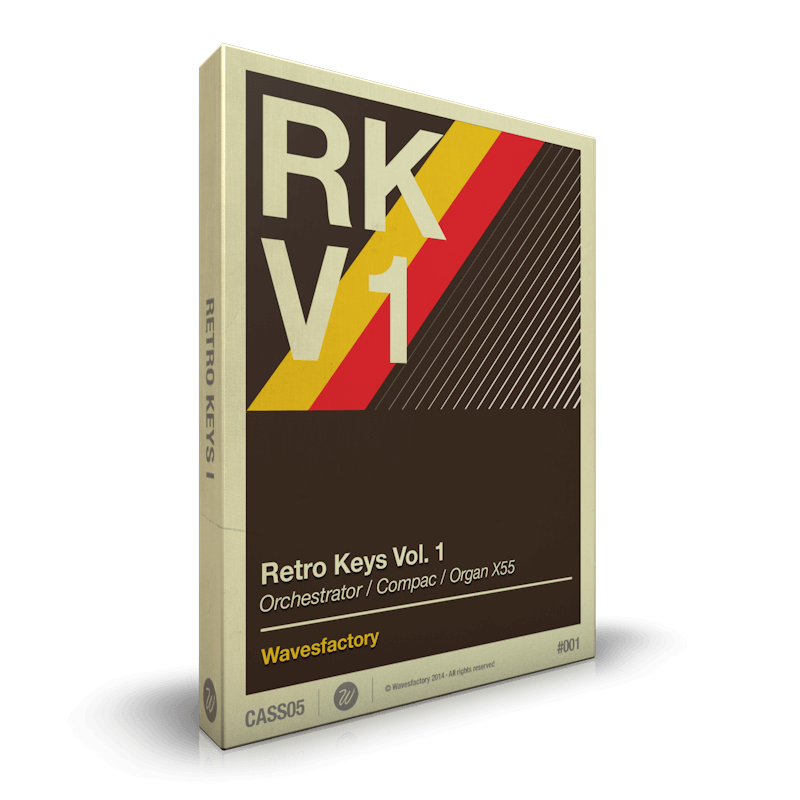 RK
V1
RETRO KEYS I
Retro Keys Vol. 1
Orchestrator / Compac / Organ X55
Wavesfactory
#001
CASS05
W
© Wavesfactory 2014 - All rights reserved